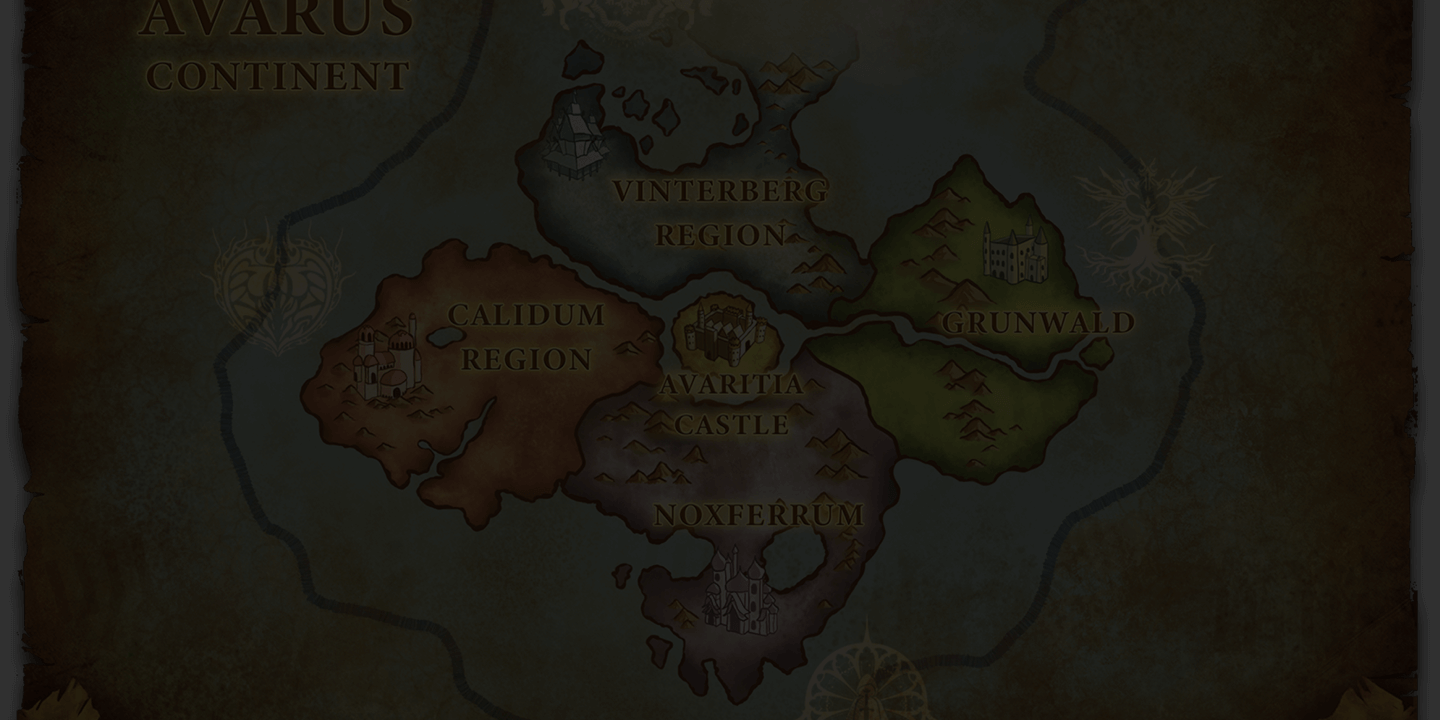 AVARUS
CONTINENT
VINTERBERG
REGION
CALIDUM
REGION
GRUNWALD
AVARITIA
CASTLE
NOXFERRUM